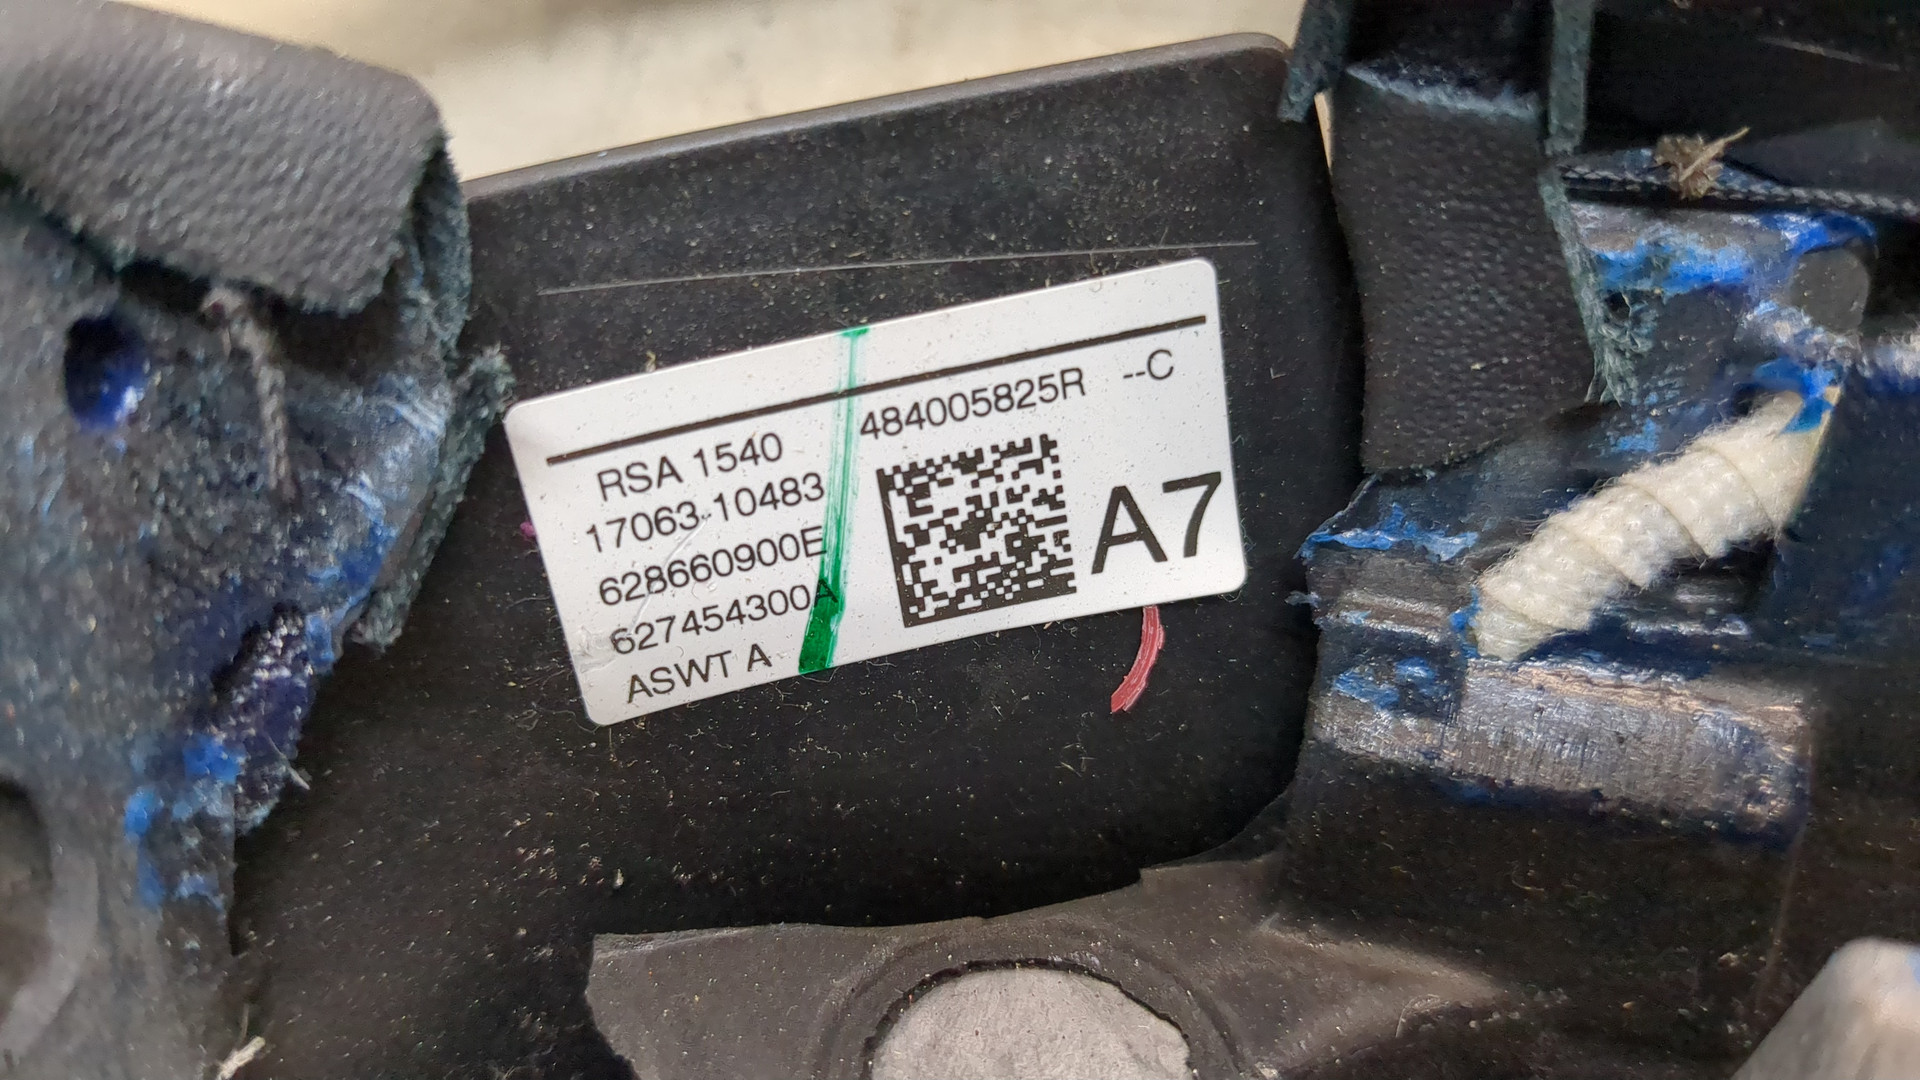 484005825R --C
RSA 1540
17063-10483
628660900E
627454300A
ASWT A
A7